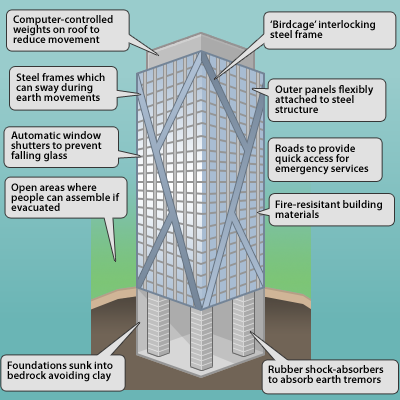 Computer-controlled
weights on roof to
reduce movement
'Birdcage' interlocking
steel frame
Steel frames which
can sway during
earth movements
Outer panels flexibly
attached to steel
structure
Automatic window
shutters to prevent
falling glass
Roads to provide
quick access for
emergency services
Open areas where
people can assemble if
evacuated
Fire-resisitant building
materials
Foundations sunk into
bedrock avoiding clay
Rubber shock-absorbers
to absorb earth tremors